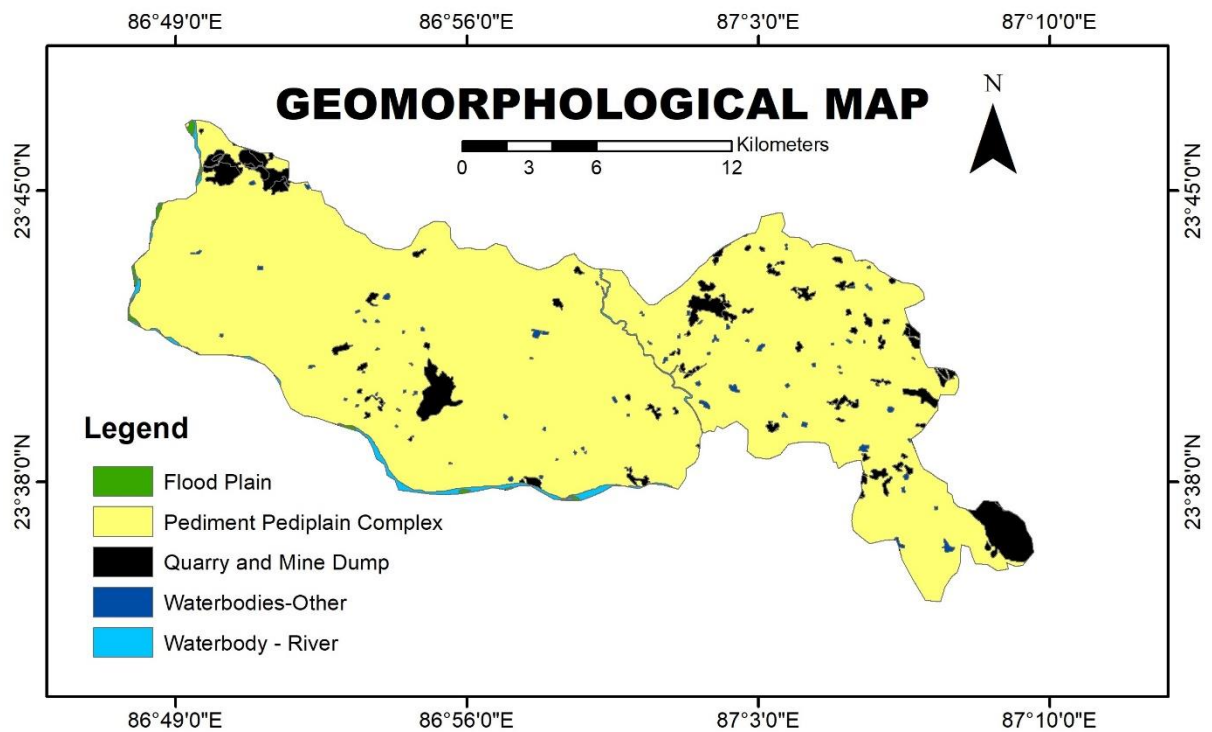 86°49'0"E 86°56'0"E 87°3'0"E 87°10'0"E
GEOMORPHOLOGICAL MAP
N
Kilometers
0 3 6 12
23°45'0"N 23°45'0"N
Legend
Flood Plain
23°38'0"N 23°38'0"N
Pediment Pediplain Complex
Quarry and Mine Dump
Waterbodies-Other
Waterbody - River
86°49'0"E 86°56'0"E 87°3'0"E 87°10'0"E